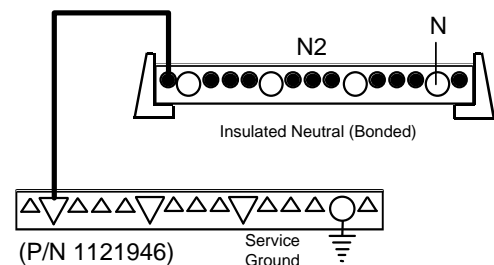 N2
N
Insulated Neutral (Bonded)
(P/N 1121946)
Service
Ground